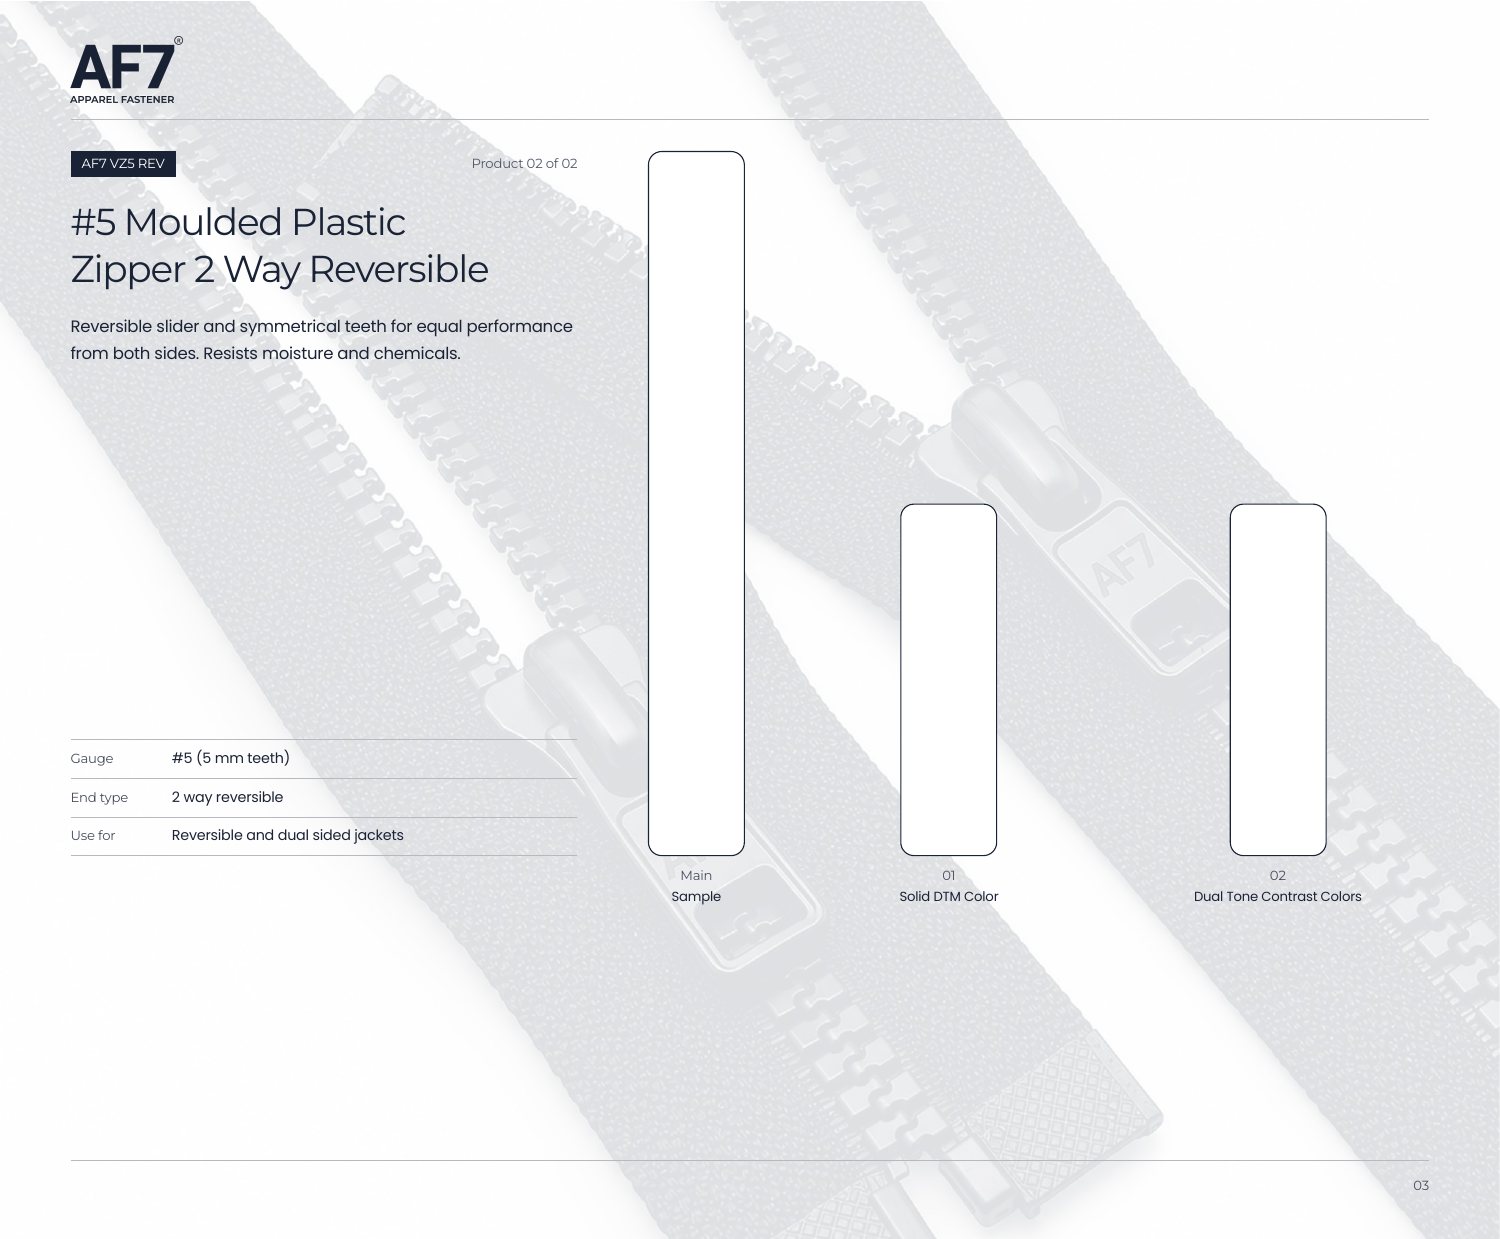 AF7®
APPAREL FASTENER
AF7 VZ5 REV
Product 02 of 02
#5 Moulded Plastic
Zipper 2 Way Reversible
Reversible slider and symmetrical teeth for equal performance
from both sides. Resists moisture and chemicals.
Gauge #5 (5 mm teeth)
End type 2 way reversible
Use for Reversible and dual sided jackets
Main
Sample
01
Solid DTM Color
02
Dual Tone Contrast Colors
AF7
03